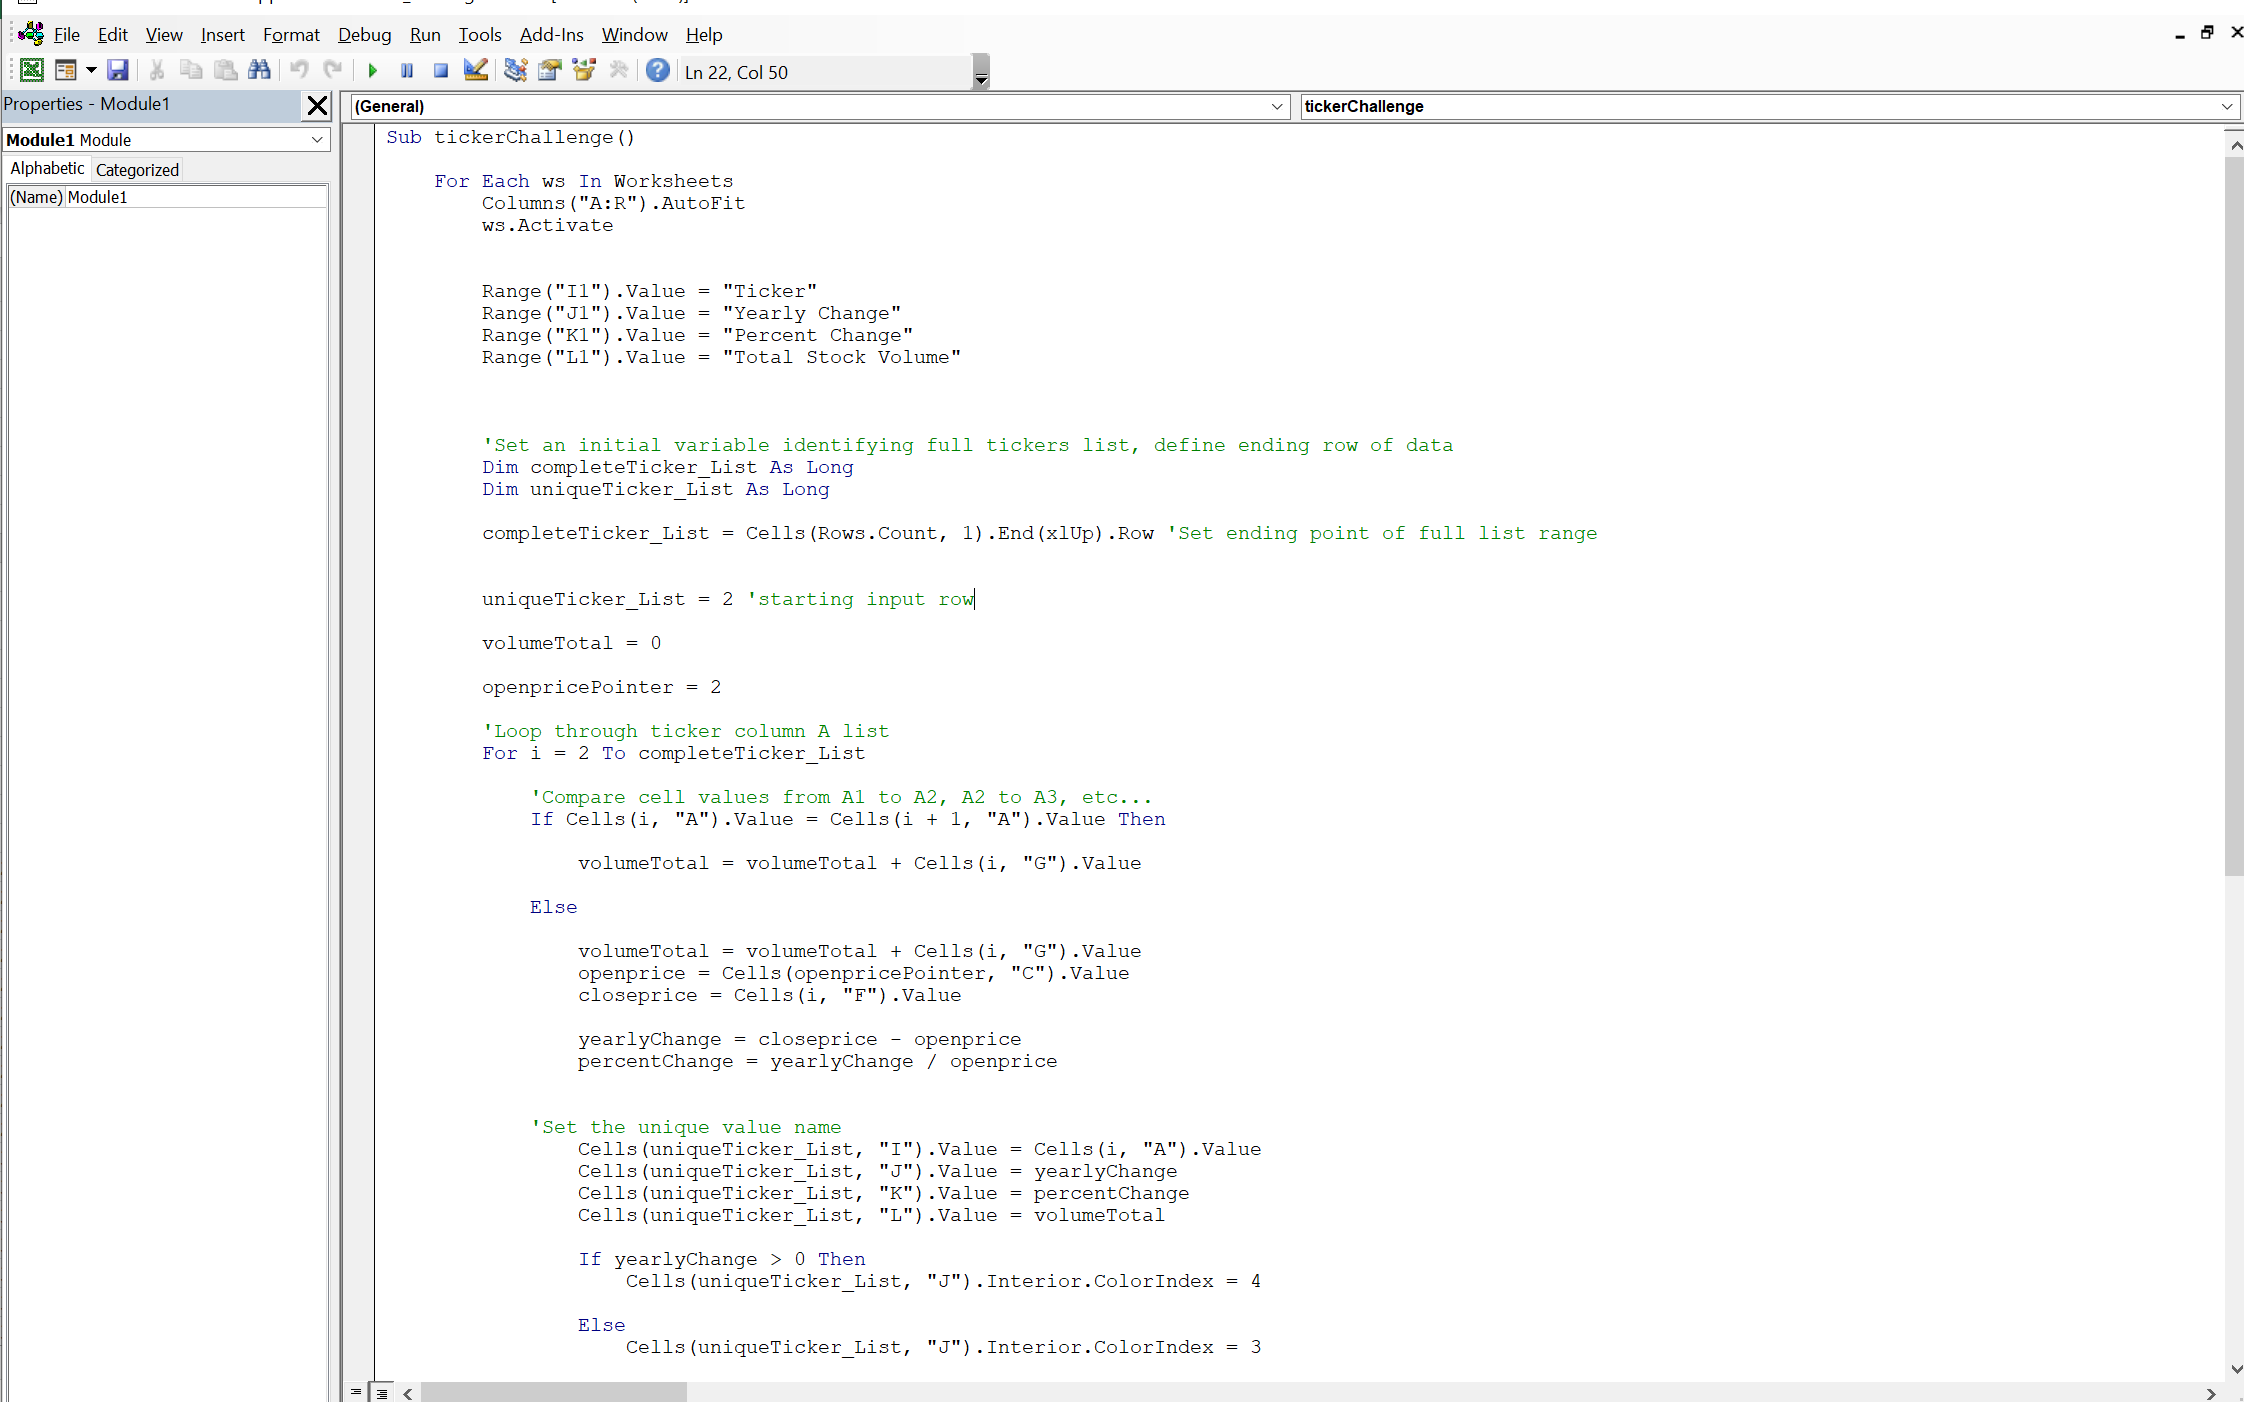 File Edit View Insert Format Debug Run Tools Add-Ins Window Help
Ln 22, Col 50
Properties - Module1
(General)
tickerChallenge
Module1 Module
Alphabetic Categorized
(Name) Module1
Sub tickerChallenge()
For Each ws In Worksheets
Columns("A:R").AutoFit
ws.Activate
Range("I1").Value = "Ticker"
Range("J1").Value = "Yearly Change"
Range("K1").Value = "Percent Change"
Range("L1").Value = "Total Stock Volume"
'Set an initial variable identifying full tickers list, define ending row of data
Dim completeTicker_List As Long
Dim uniqueTicker_List As Long
completeTicker_List = Cells(Rows.Count, 1).End(xlUp).Row 'Set ending point of full list range
uniqueTicker_List = 2 'starting input row
volumeTotal = 0
openpricePointer = 2
'Loop through ticker column A list
For i = 2 To completeTicker_List
'Compare cell values from A1 to A2, A2 to A3, etc...
If Cells(i, "A").Value = Cells(i + 1, "A").Value Then
volumeTotal = volumeTotal + Cells(i, "G").Value
Else
volumeTotal = volumeTotal + Cells(i, "G").Value
openprice = Cells(openpricePointer, "C").Value
closeprice = Cells(i, "F").Value
yearlyChange = closeprice - openprice
percentChange = yearlyChange / openprice
'Set the unique value name
Cells(uniqueTicker_List, "I").Value = Cells(i, "A").Value
Cells(uniqueTicker_List, "J").Value = yearlyChange
Cells(uniqueTicker_List, "K").Value = percentChange
Cells(uniqueTicker_List, "L").Value = volumeTotal
If yearlyChange > 0 Then
Cells(uniqueTicker_List, "J").Interior.ColorIndex = 4
Else
Cells(uniqueTicker_List, "J").Interior.ColorIndex = 3